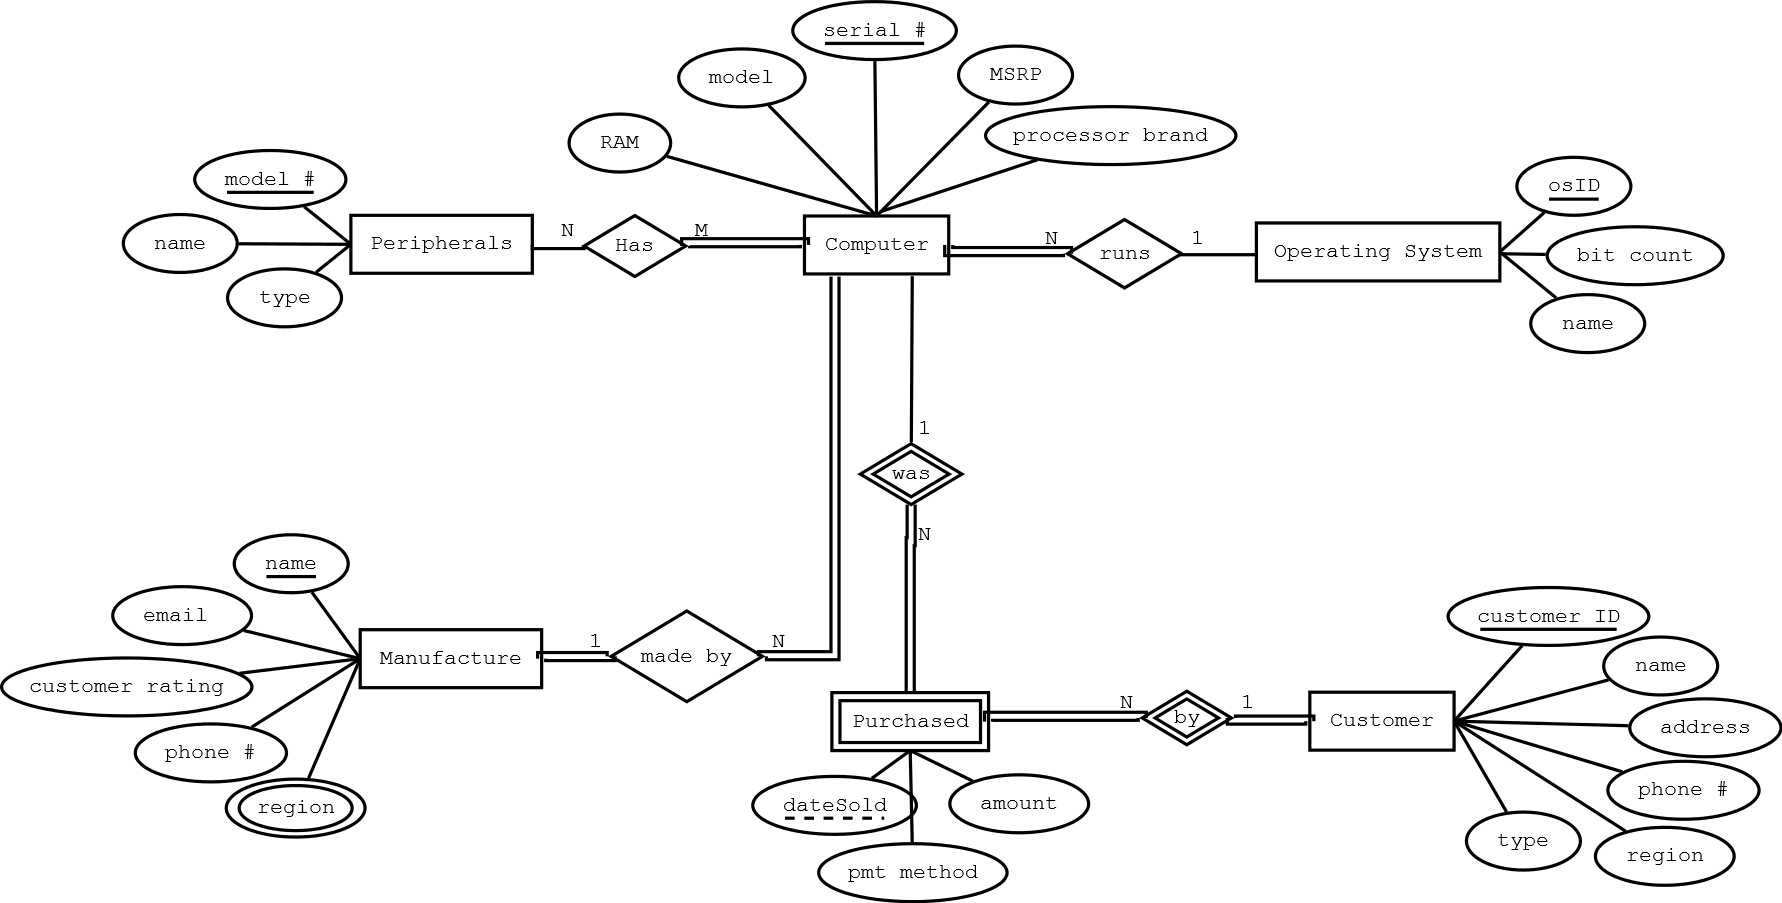 serial #
model
MSRP
RAM
processor brand
model #
name
type
Peripherals
N
Has
M
Computer
N
runs
1
Operating System
osID
bit count
name
1
was
N
name
email
customer rating
phone #
region
Manufacture
1
made by
N
Purchased
N
by
1
Customer
customer ID
name
address
phone #
region
type
dateSold
amount
pmt method